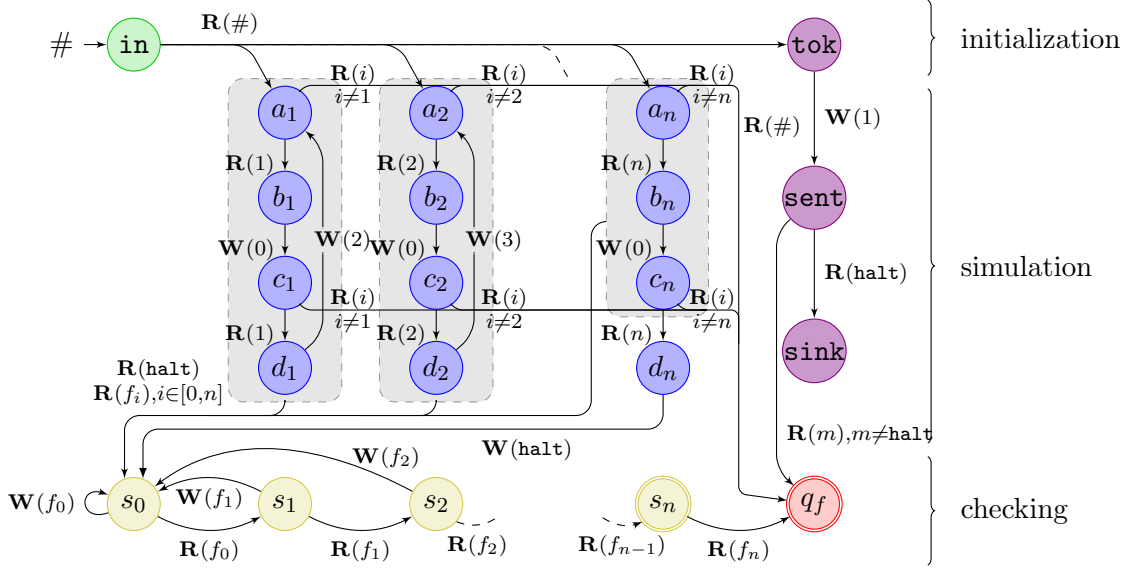 R(#)
# in tok initialization
R(i) R(i) R(i)
i≠1 i≠2 i≠n
a₁ a₂ aₙ
R(#) W(1)
R(1) R(2) R(n)
b₁ b₂ bₙ sent
W(0) W(2) W(0) W(3) W(0)
simulation
R(halt)
c₁ c₂ cₙ
R(i) R(i) R(i)
i≠1 i≠2 i≠n
R(1) R(2) R(n)
d₁ d₂ dₙ sink
R(halt)
R(fᵢ),i∈[0,n]
R(m),m≠halt
W(halt)
W(f₂)
W(f₀) W(f₁)
s₀ s₁ s₂ sₙ q_f checking
R(f₀) R(f₁) R(f₂) R(fₙ₋₁) R(fₙ)